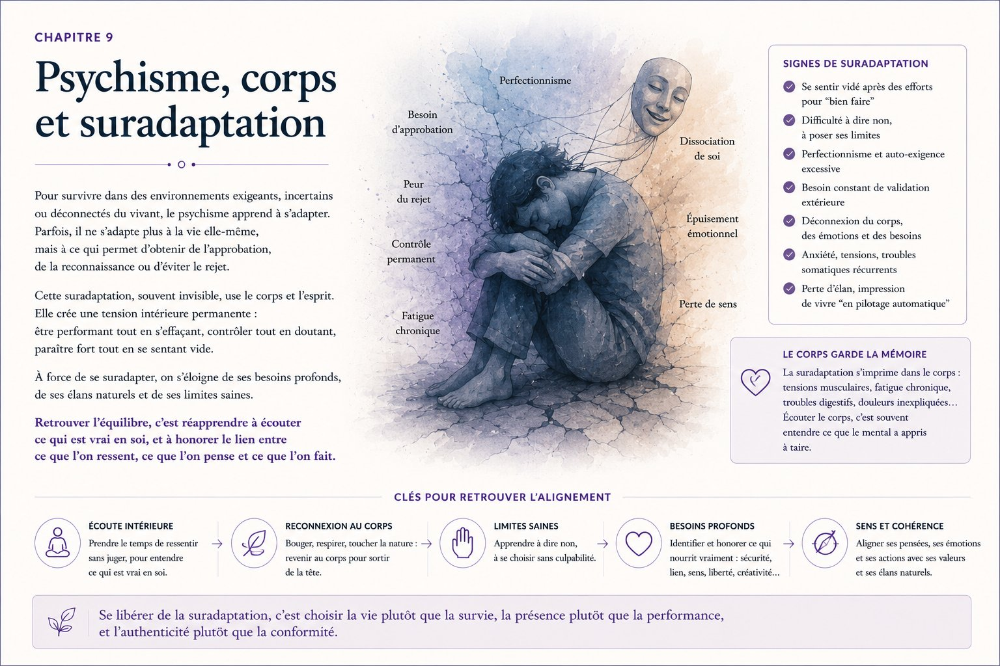 CHAPITRE 9
Psychisme, corps
et suradaptation
Pour survivre dans des environnements exigeants, incertains
ou déconnectés du vivant, le psychisme apprend à s’adapter.
Parfois, il ne s’adapte plus à la vie elle-même,
mais à ce qui permet d’obtenir de l’approbation,
de la reconnaissance ou d’éviter le rejet.
Cette suradaptation, souvent invisible, use le corps et l’esprit.
Elle crée une tension intérieure permanente :
être performant tout en s’effaçant, contrôler tout en doutant,
paraître fort tout en se sentant vide.
À force de se suradapter, on s’éloigne de ses besoins profonds,
de ses élans naturels et de ses limites saines.
Retrouver l’équilibre, c’est réapprendre à écouter
ce qui est vrai en soi, et à honorer le lien entre
ce que l’on ressent, ce que l’on pense et ce que l’on fait.
Perfectionnisme
Besoin
d’approbation
Peur
du rejet
Contrôle
permanent
Fatigue
chronique
Dissociation
de soi
Épuisement
émotionnel
Perte de sens
SIGNES DE SURADAPTATION
Se sentir vidé après des efforts
pour “bien faire”
Difficulté à dire non,
à poser ses limites
Perfectionnisme et auto-exigence
excessive
Besoin constant de validation
extérieure
Déconnexion du corps,
des émotions et des besoins
Anxiété, tensions, troubles
somatiques récurrents
Perte d’élan, impression
de vivre “en pilotage automatique”
LE CORPS GARDE LA MÉMOIRE
La suradaptation s’imprime dans le corps :
tensions musculaires, fatigue chronique,
troubles digestifs, douleurs inexpliquées…
Écouter le corps, c’est souvent
entendre ce que le mental a appris
à taire.
CLÉS POUR RETROUVER L’ALIGNEMENT
ÉCOUTE INTÉRIEURE
Prendre le temps de ressentir
sans juger, pour entendre
ce qui est vrai en soi.
RECONNEXION AU CORPS
Bouger, respirer, toucher la nature :
revenir au corps pour sortir
de la tête.
LIMITES SAINES
Apprendre à dire non,
à se choisir sans culpabilité.
BESOINS PROFONDS
Identifier et honorer ce qui
nourrit vraiment : sécurité,
lien, sens, liberté, créativité…
SENS ET COHÉRENCE
Aligner ses pensées, ses émotions
et ses actions avec ses valeurs
et ses élans naturels.
Se libérer de la suradaptation, c’est choisir la vie plutôt que la survie, la présence plutöt que la performance,
et l’authenticité plutöt que la conformité.